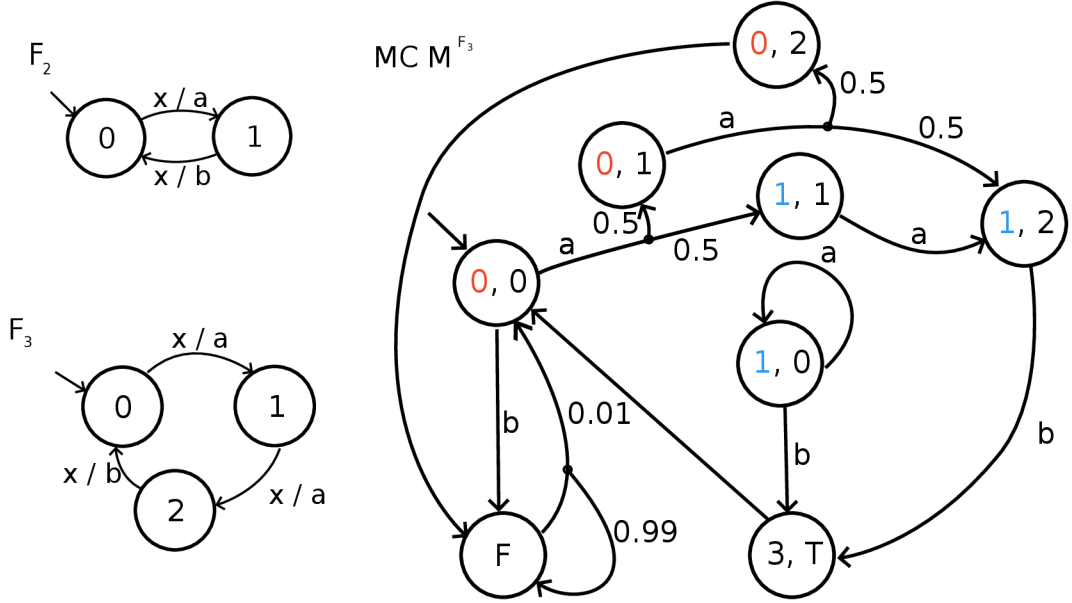 F2
x / a
0
1
x / b
F3
x / a
0
1
x / b
x / a
2
MC M F3
0, 2
0.5
a
0.5
0, 1
1, 1
1, 2
0.5
a
0.5
a
a
0, 0
1, 0
b
0.01
b
b
0.99
F
3, T